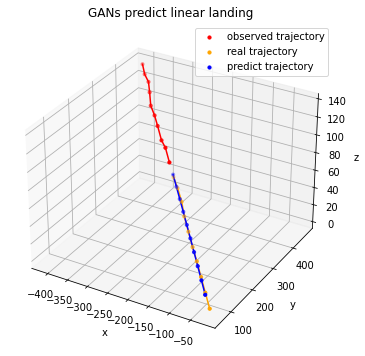 GANs predict linear landing
observed trajectory
real trajectory
predict trajectory
140
120
100
80
60
40
20
0
z
−400
−350
−300
−250
−200
−150
−100
−50
x
100
200
300
400
y